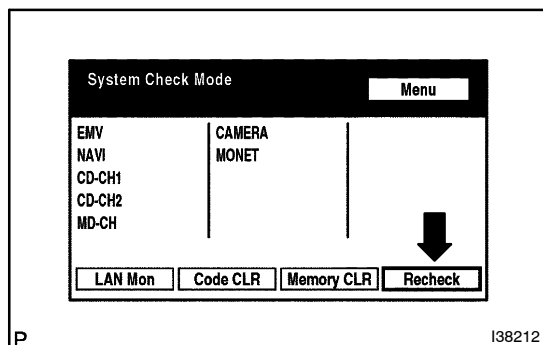 System Check Mode
Menu
EMV CAMERA
NAVI MONET
CD-CH1
CD-CH2
MD-CH
LAN Mon Code CLR Memory CLR Recheck
P I38212